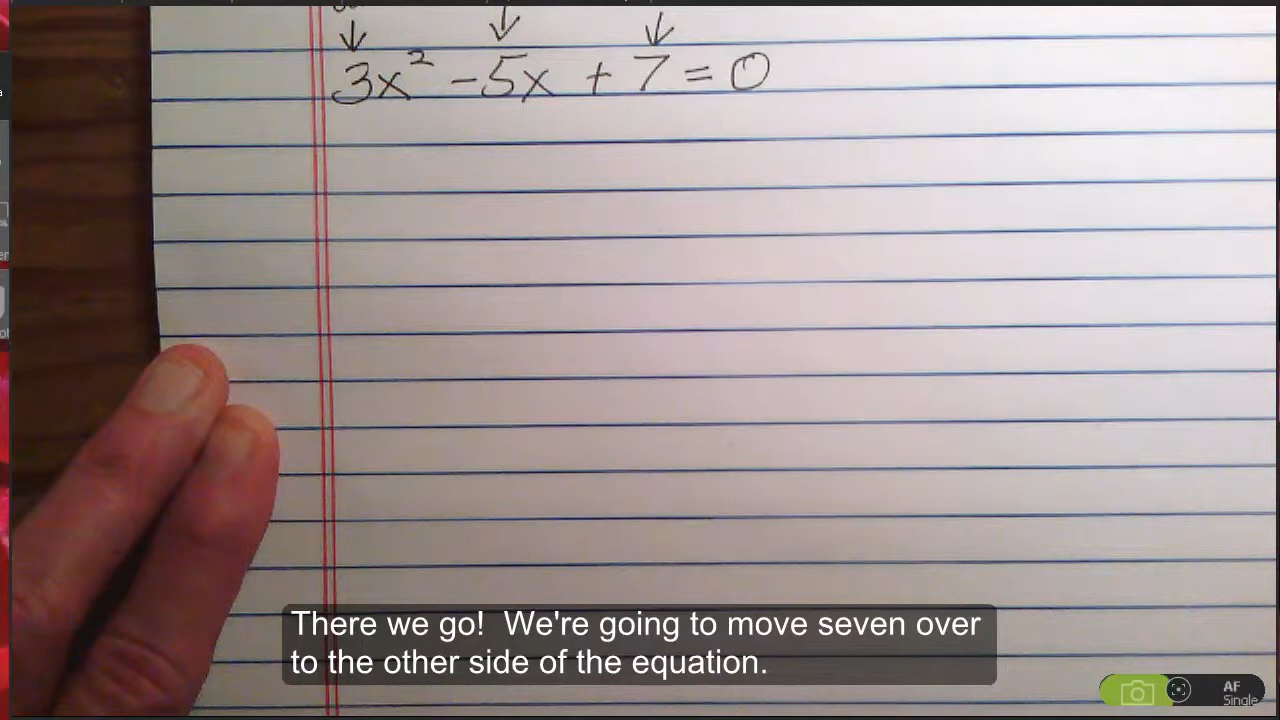 3x² - 5x + 7 = 0
There we go! We're going to move seven over
to the other side of the equation.
AF
Single